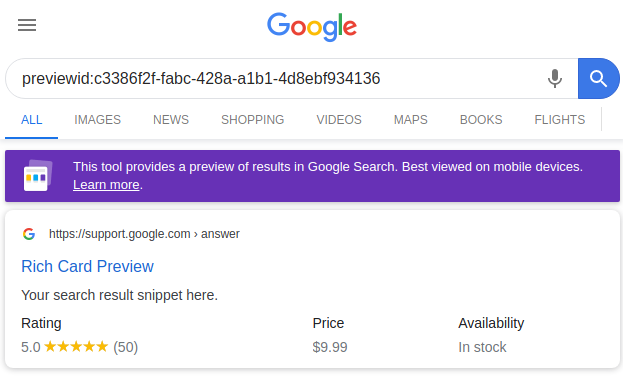 Google
previewid:c3386f2f-fabc-428a-a1b1-4d8ebf934136
ALL IMAGES NEWS SHOPPING VIDEOS MAPS BOOKS FLIGHTS
This tool provides a preview of results in Google Search. Best viewed on mobile devices.
Learn more.
G https://support.google.com › answer
Rich Card Preview
Your search result snippet here.
Rating Price Availability
5.0 ★★★★★ (50) $9.99 In stock